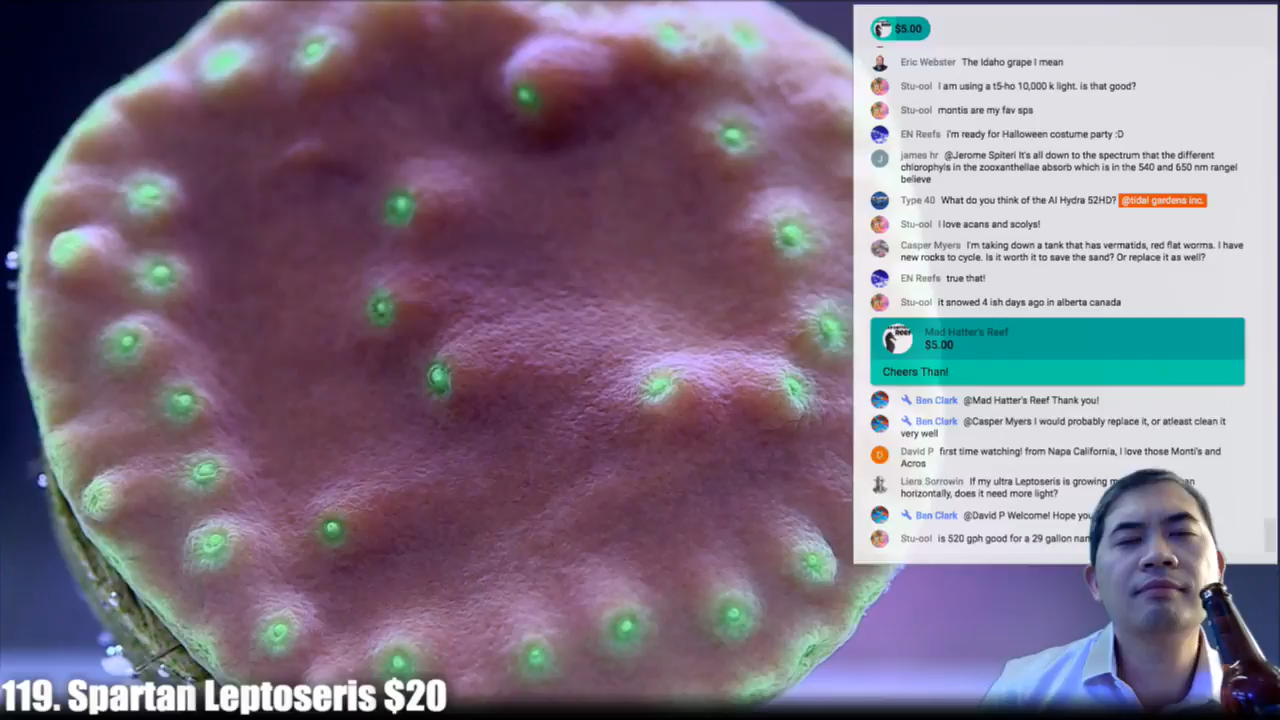 $5.00
Eric Webster The Idaho grape I mean
Stu-ool I am using a t5-ho 10,000 k light. is that good?
Stu-ool montis are my fav sps
EN Reefs i'm ready for Halloween costume party :D
J james hr @Jerome Spiteri It's all down to the spectrum that the different
chlorophyls in the zooxanthellae absorb which is in the 540 and 650 nm rangeI
believe
Type 40 What do you think of the AI Hydra 52HD? @tidal gardens inc.
Stu-ool I love acans and scolys!
Casper Myers I'm taking down a tank that has vermatids, red flat worms. I have
new rocks to cycle. Is it worth it to save the sand? Or replace it as well?
EN Reefs true that!
Stu-ool it snowed 4 ish days ago in alberta canada
Mad Hatter's Reef
$5.00
Cheers Than!
Ben Clark @Mad Hatter's Reef Thank you!
Ben Clark @Casper Myers I would probably replace it, or atleast clean it
very well
D David P first time watching! from Napa California, I love those Monti's and
Acros
Liera Sorrowin If my ultra Leptoseris is growing
horizontally, does it need more light?
Ben Clark @David P Welcome! Hope you
Stu-ool is 520 gph good for a 29 gallon
119. Spartan Leptoseris $20